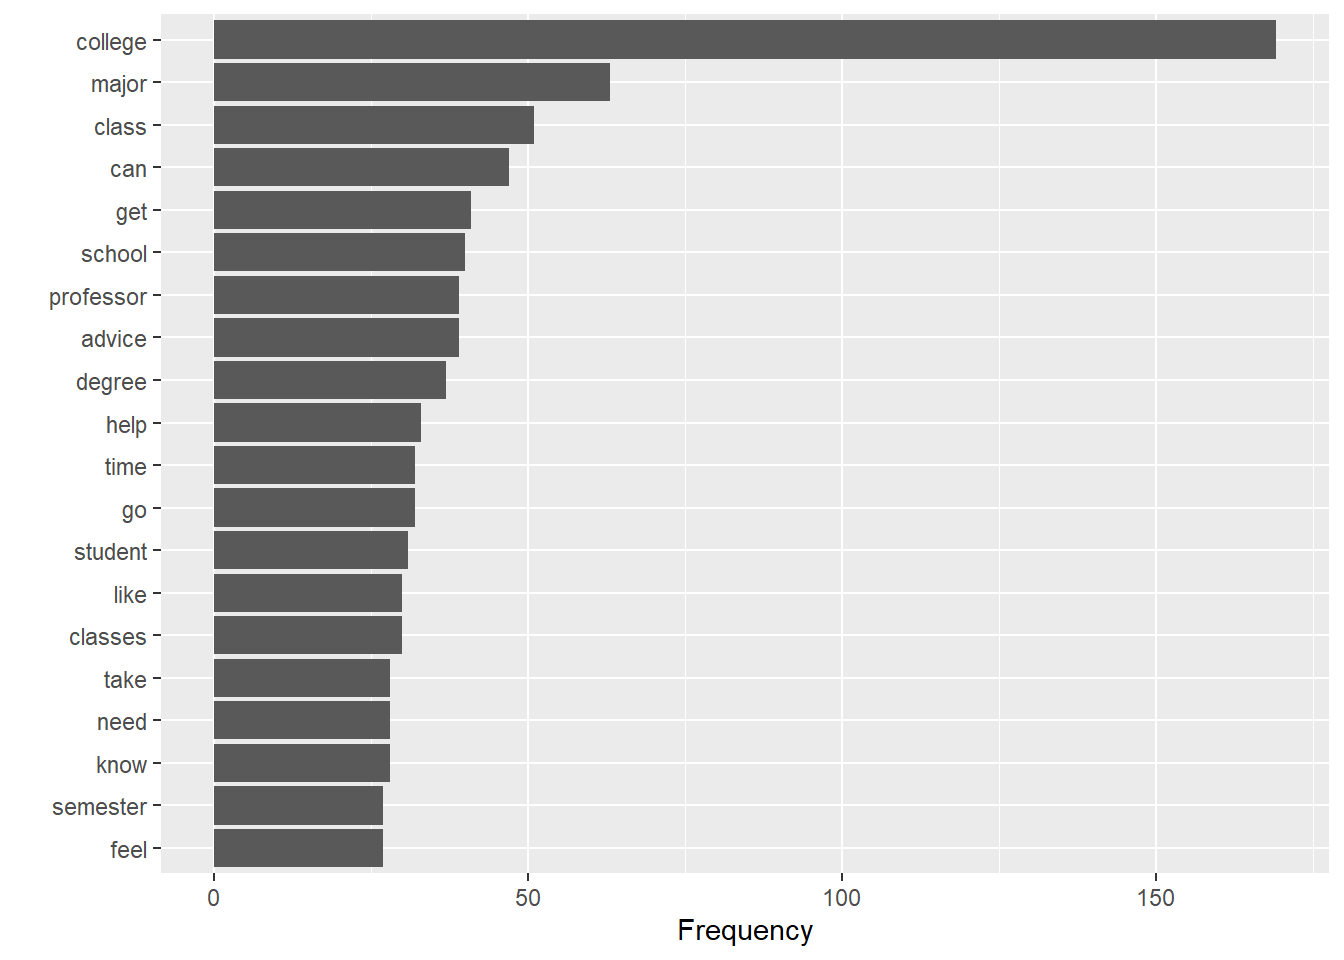 college
major
class
can
get
school
professor
advice
degree
help
time
go
student
like
classes
take
need
know
semester
feel
0 50 100 150
Frequency